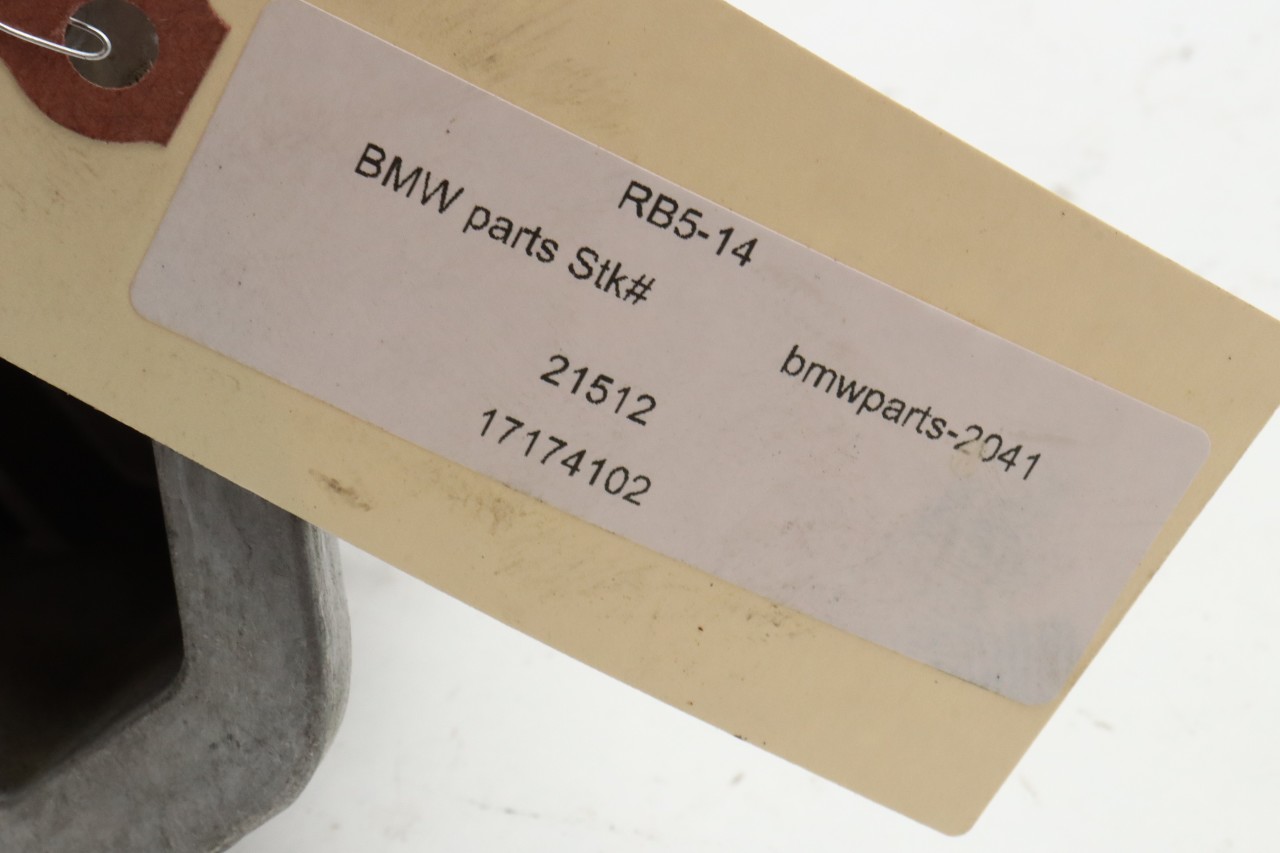 RB5-14
BMW parts Stk#
bmwparts-2041
21512
17174102